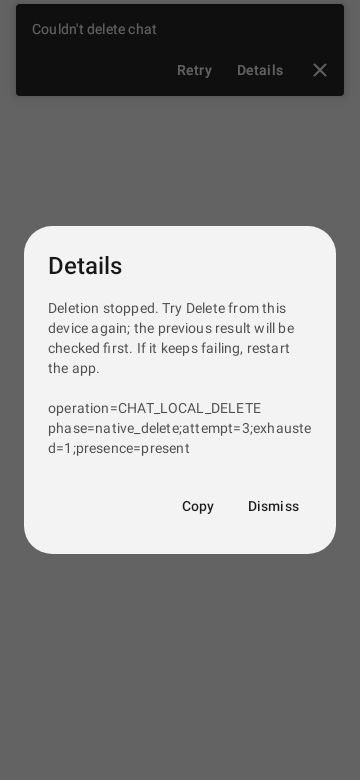 Couldn't delete chat
Retry Details
Details
Deletion stopped. Try Delete from this
device again; the previous result will be
checked first. If it keeps failing, restart
the app.
operation=CHAT_LOCAL_DELETE
phase=native_delete;attempt=3;exhauste
d=1;presence=present
Copy Dismiss